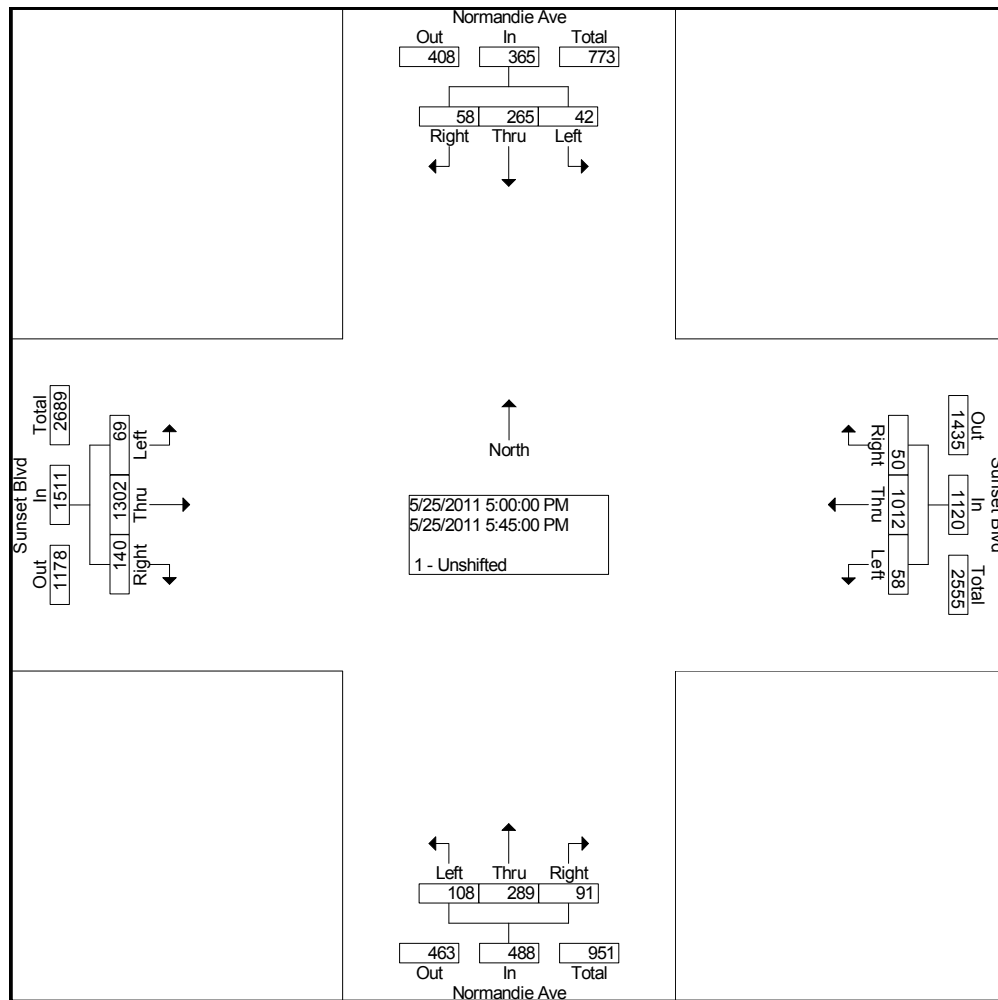 Normandie Ave
Out In Total
408 365 773
58 265 42
Right Thru Left
Sunset Blvd
Total In Out
2689 1511 1178
69 1302 140
Left Thru Right
North
5/25/2011 5:00:00 PM
5/25/2011 5:45:00 PM
1 - Unshifted
Right Thru Left
50 1012 58
Out In Total
1435 1120 2555
Sunset Blvd
Left Thru Right
108 289 91
463 488 951
Out In Total
Normandie Ave